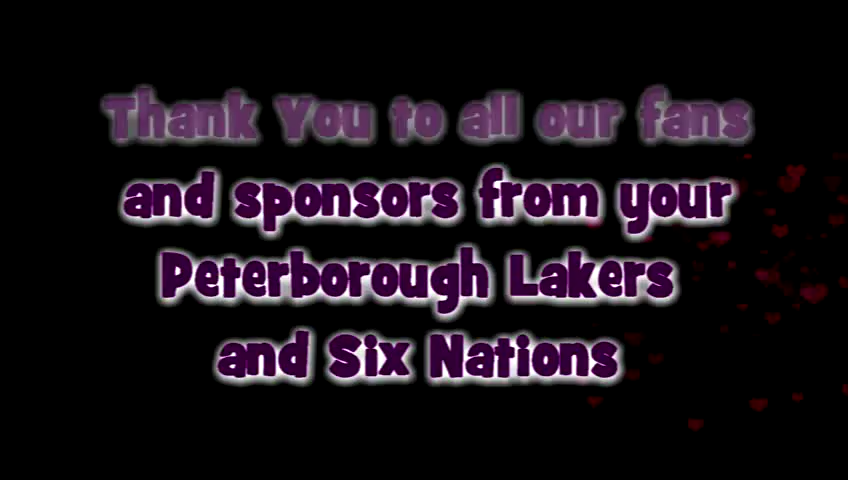 Thank You to all our fans
and sponsors from your
Peterborough Lakers
and Six Nations